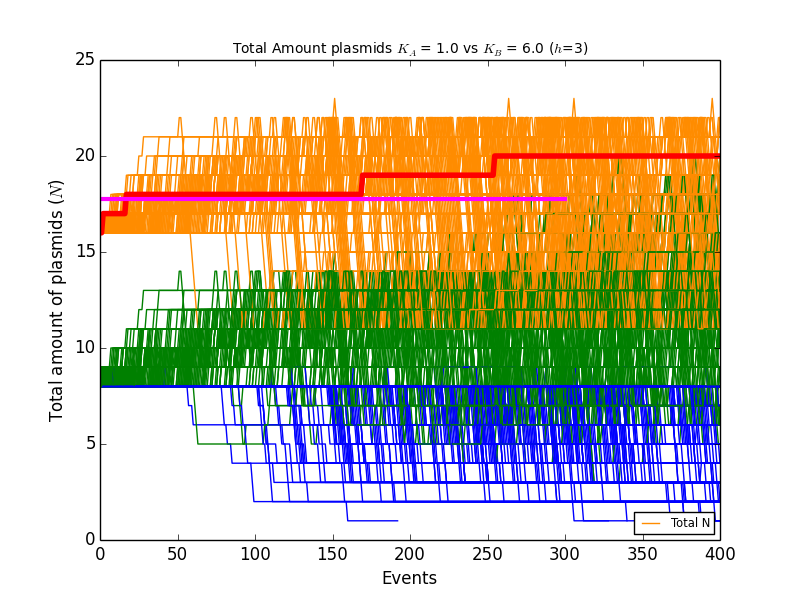 Total Amount plasmids K_A = 1.0 vs K_B = 6.0 (h=3)
25
20
15
10
5
0
Total amount of plasmids (N)
Total N
0 50 100 150 200 250 300 350 400
Events